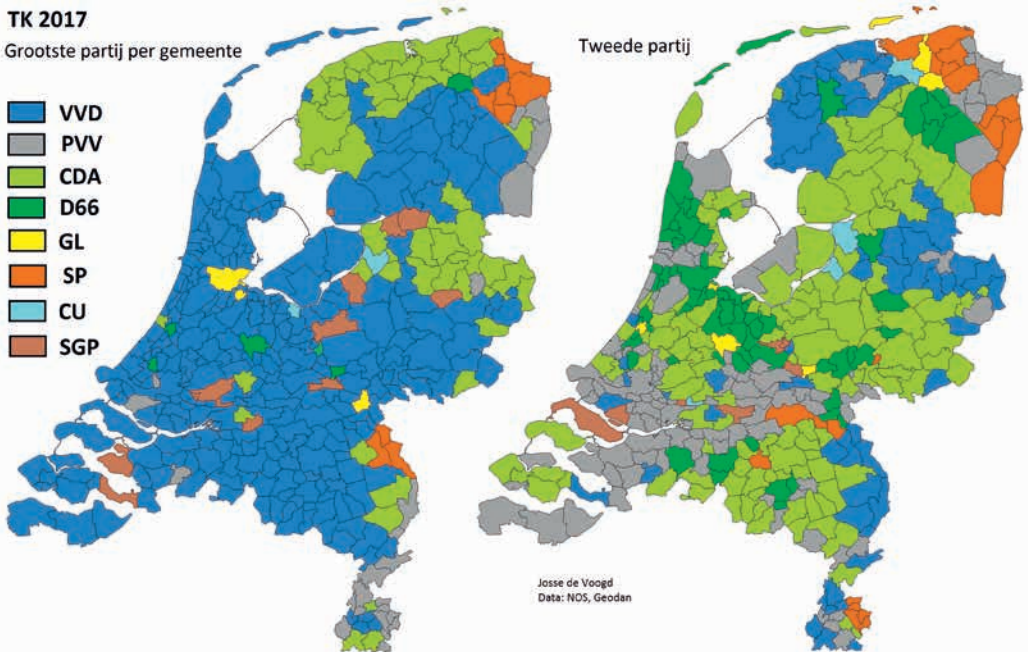 TK 2017
Grootste partij per gemeente
Tweede partij
VVD
PVV
CDA
D66
GL
SP
CU
SGP
Josse de Voogd
Data: NOS, Geodan